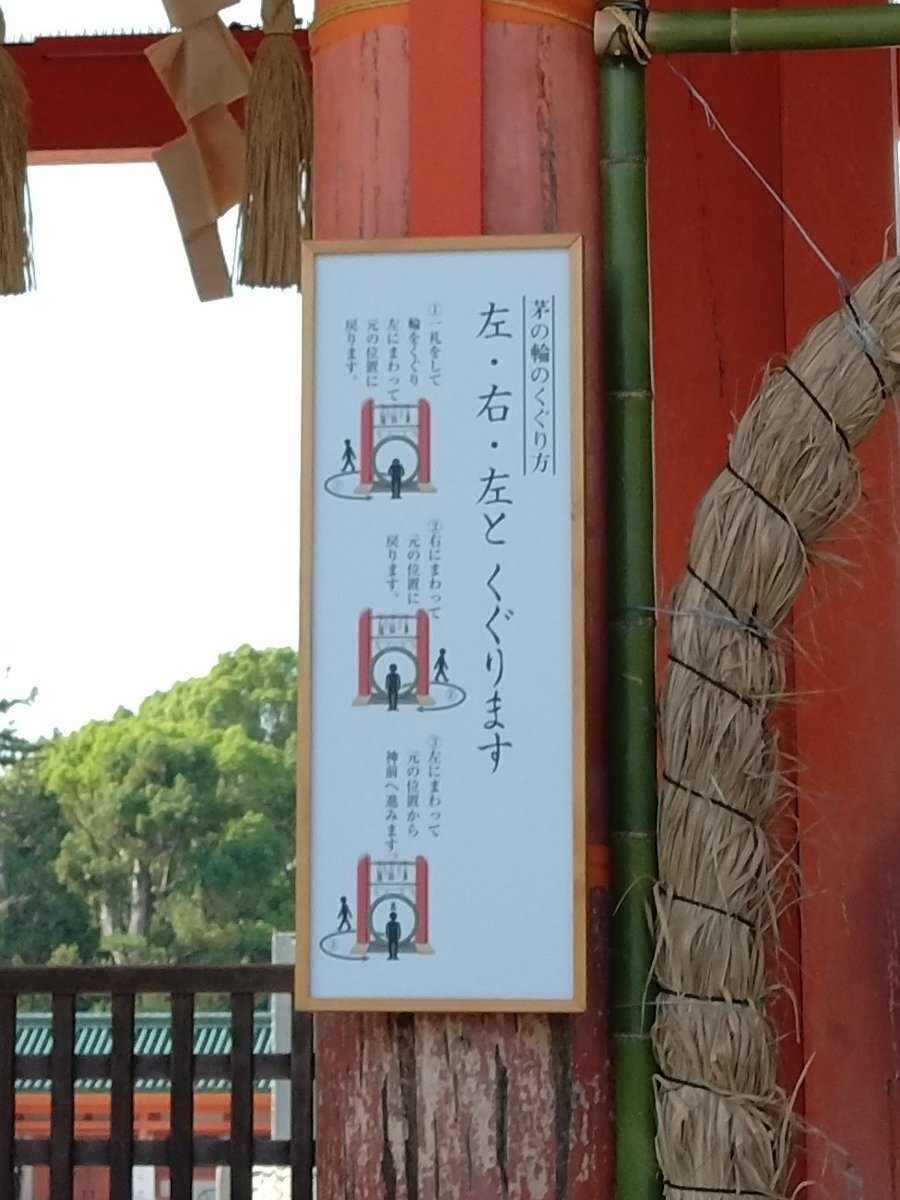 茅の輪のくぐり方
左・右・左とくぐります
①一礼をして
輪をくぐり
左にまわって
元の位置に
戻ります。
②右にまわって
元の位置に
戻ります。
③左にまわって
元の位置から
神前へ進みます。